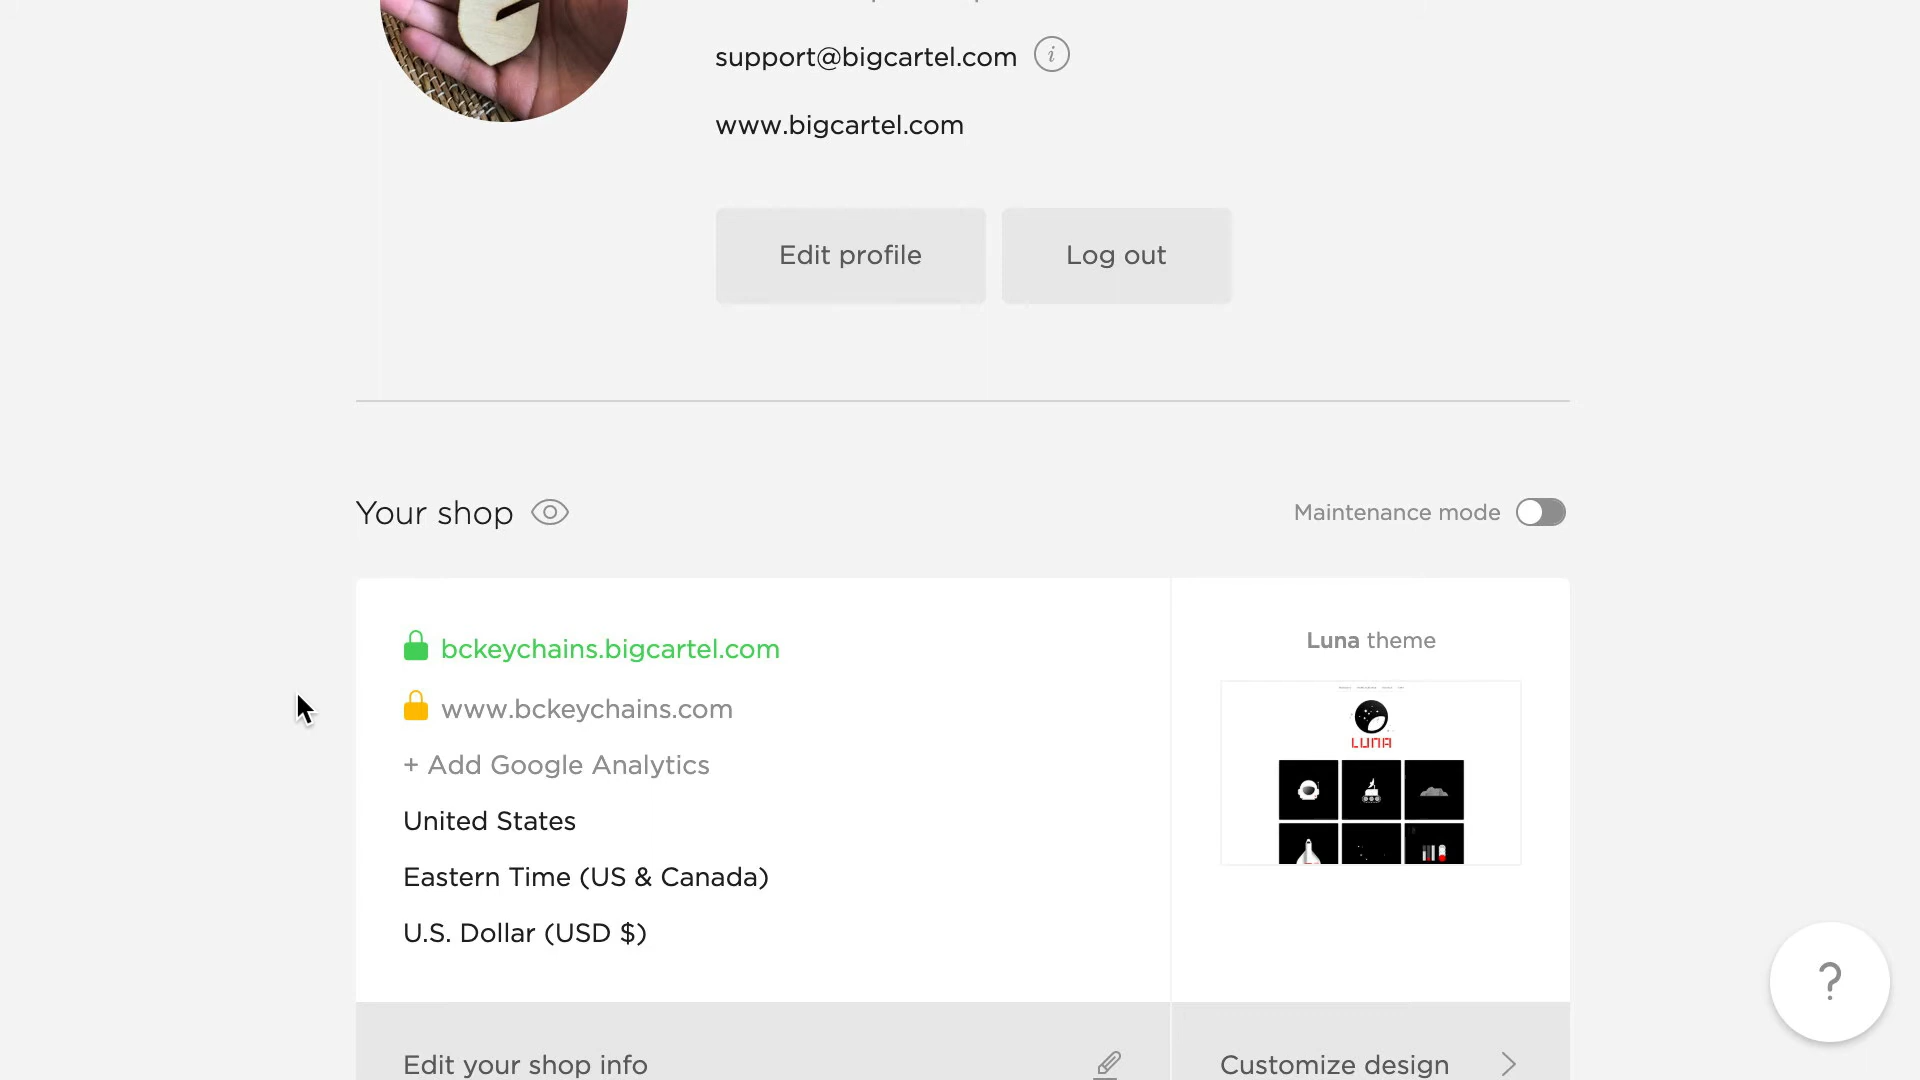 support@bigcartel.com
www.bigcartel.com
Edit profile
Log out
Your shop
Maintenance mode
bckeychains.bigcartel.com
www.bckeychains.com
+ Add Google Analytics
United States
Eastern Time (US & Canada)
U.S. Dollar (USD $)
Luna theme
LUNA
Edit your shop info
Customize design
?